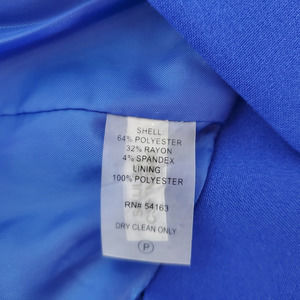 SHELL:
64% POLYESTER
32% RAYON
4% SPANDEX
LINING
100% POLYESTER
RN# 54163
DRY CLEAN ONLY
P